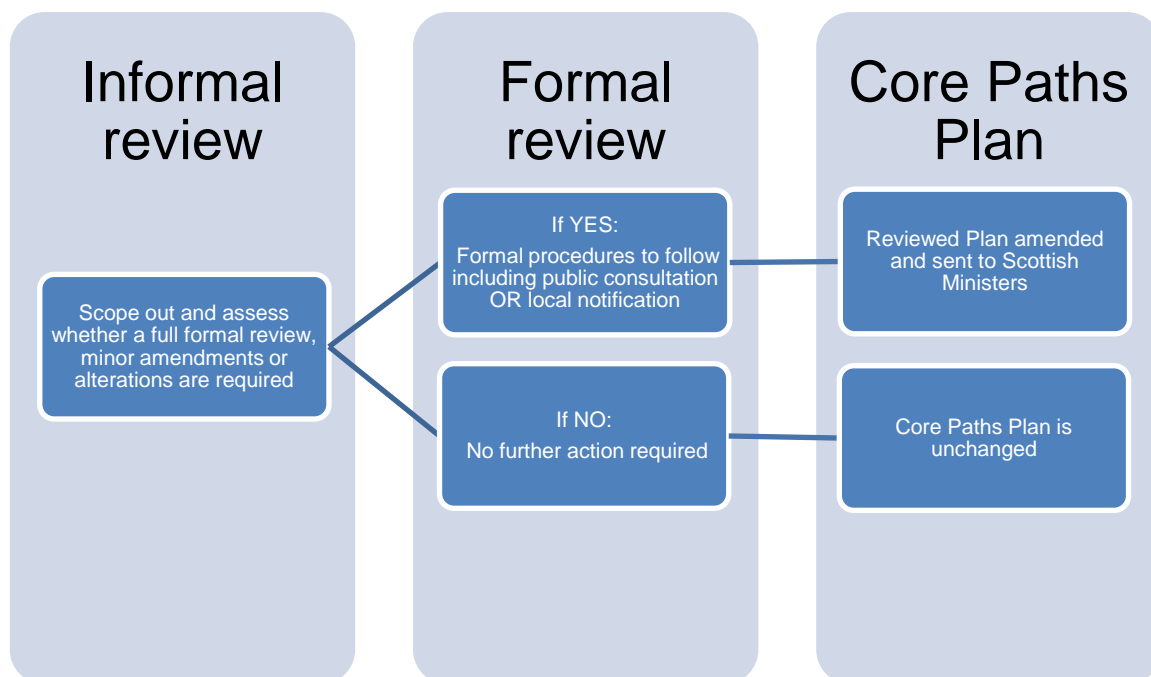 Informal
review
Scope out and assess
whether a full formal review,
minor amendments or
alterations are required
Formal
review
If YES:
Formal procedures to follow
including public consultation
OR local notification
If NO:
No further action required
Core Paths
Plan
Reviewed Plan amended
and sent to Scottish
Ministers
Core Paths Plan is
unchanged